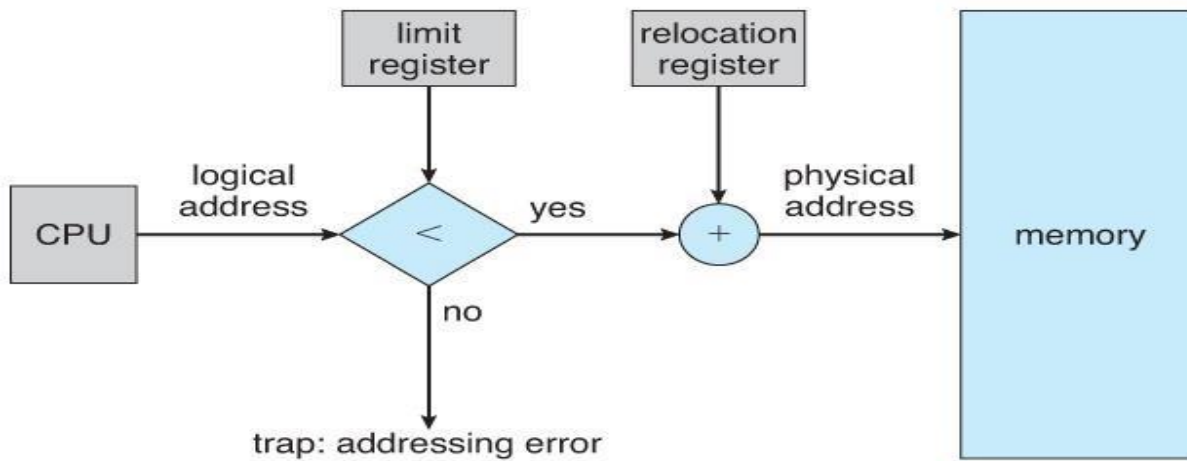 limit
register
relocation
register
logical
address
physical
address
CPU
<
yes
+
memory
no
trap: addressing error